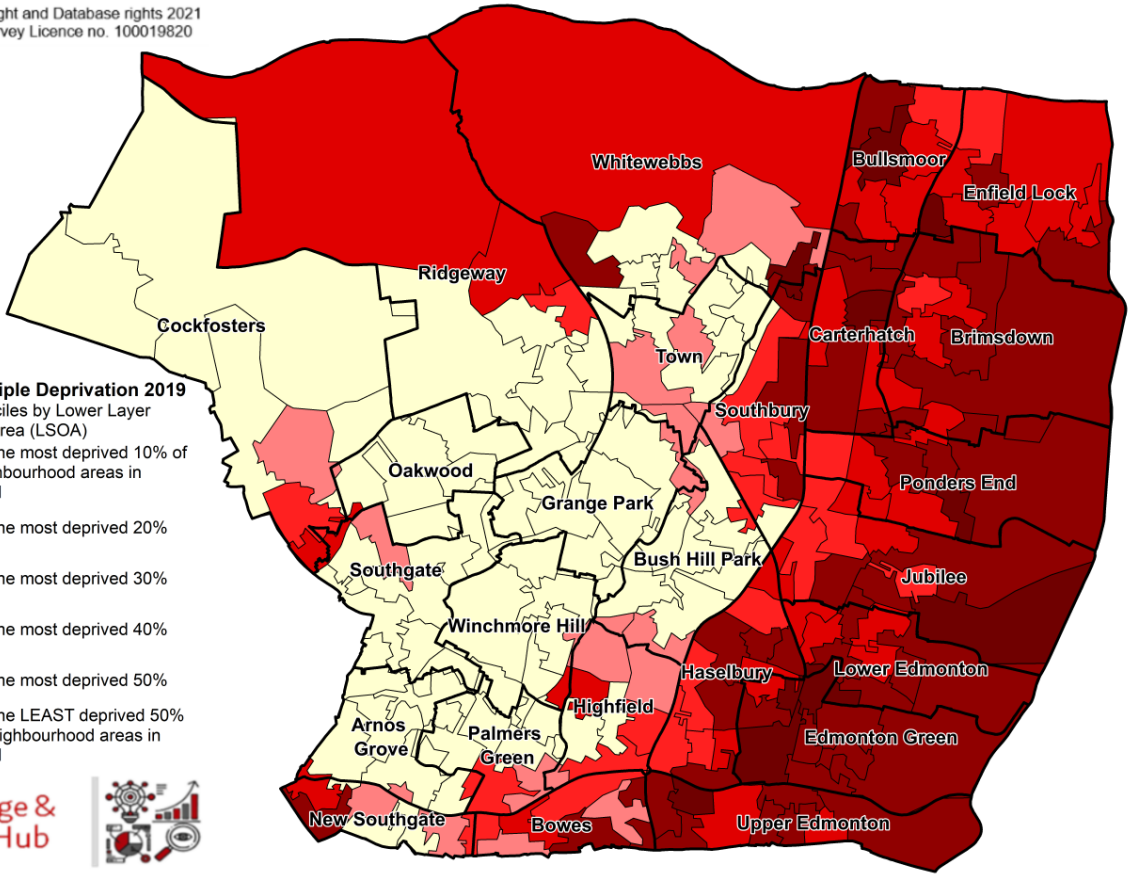 ght and Database rights 2021
vey Licence no. 100019820
Whitewebbs
Bullsmoor
Enfield Lock
Ridgeway
Cockfosters
Carterhatch
Brimsdown
Town
Southbury
iple Deprivation 2019
ciles by Lower Layer
rea (LSOA)
he most deprived 10% of
hbourhood areas in
he most deprived 20%
he most deprived 30%
he most deprived 40%
he most deprived 50%
he LEAST deprived 50%
eighbourhood areas in
Oakwood
Ponders End
Grange Park
Bush Hill Park
Southgate
Jubilee
Winchmore Hill
Haselbury
Lower Edmonton
Highfield
Arnos
Grove
Palmers
Green
Edmonton Green
New Southgate
Bowes
Upper Edmonton
ge &
Hub